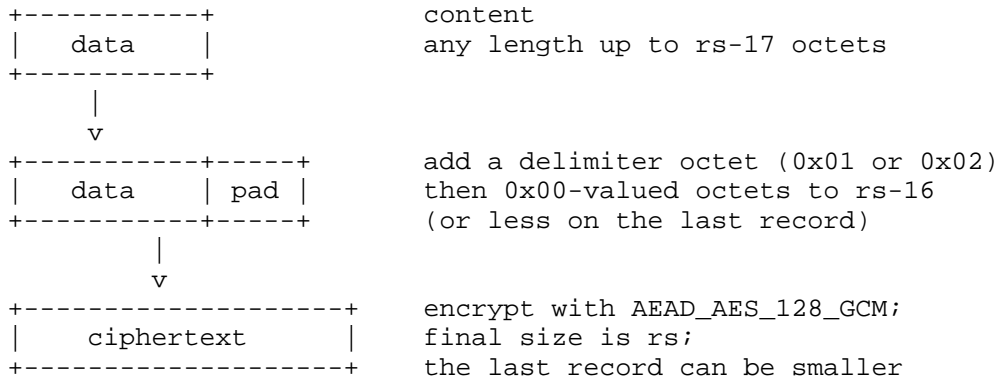 +-----------+             content
|   data    |             any length up to rs-17 octets
+-----------+
     |
     v
+-----------+-----+       add a delimiter octet (0x01 or 0x02)
|   data    | pad |       then 0x00-valued octets to rs-16
+-----------+-----+       (or less on the last record)
         |
         v
+--------------------+    encrypt with AEAD_AES_128_GCM;
|    ciphertext      |    final size is rs;
+--------------------+    the last record can be smaller